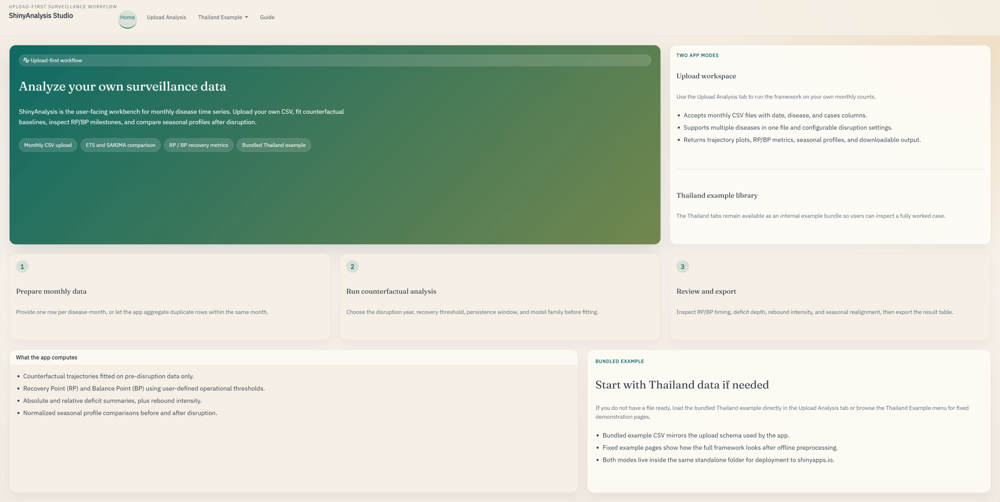 UPLOAD-FIRST SURVEILLANCE WORKFLOW
ShinyAnalysis Studio
Home
Upload Analysis
Thailand Example
Guide
Upload-first workflow
Analyze your own surveillance data
ShinyAnalysis is the user-facing workbench for monthly disease time series. Upload your own CSV, fit counterfactual
baselines, inspect RP/BP milestones, and compare seasonal profiles after disruption.
Monthly CSV upload
ETS and SARIMA comparison
RP / BP recovery metrics
Bundled Thailand example
TWO APP MODES
Upload workspace
Use the Upload Analysis tab to run the framework on your own monthly counts.
• Accepts monthly CSV files with date, disease, and cases columns.
• Supports multiple diseases in one file and configurable disruption settings.
• Returns trajectory plots, RP/BP metrics, seasonal profiles, and downloadable output.
Thailand example library
The Thailand tabs remain available as an internal example bundle so users can inspect a fully worked case.
1
Prepare monthly data
Provide one row per disease-month, or let the app aggregate duplicate rows within the same month.
2
Run counterfactual analysis
Choose the disruption year, recovery threshold, persistence window, and model family before fitting.
3
Review and export
Inspect RP/BP timing, deficit depth, rebound intensity, and seasonal realignment, then export the result table.
What the app computes
• Counterfactual trajectories fitted on pre-disruption data only.
• Recovery Point (RP) and Balance Point (BP) using user-defined operational thresholds.
• Absolute and relative deficit summaries, plus rebound intensity.
• Normalized seasonal profile comparisons before and after disruption.
BUNDLED EXAMPLE
Start with Thailand data if needed
If you do not have a file ready, load the bundled Thailand example directly in the Upload Analysis tab or browse the Thailand Example menu for fixed
demonstration pages.
• Bundled example CSV mirrors the upload schema used by the app.
• Fixed example pages show how the full framework looks after offline preprocessing.
• Both modes live inside the same standalone folder for deployment to shinyapps.io.